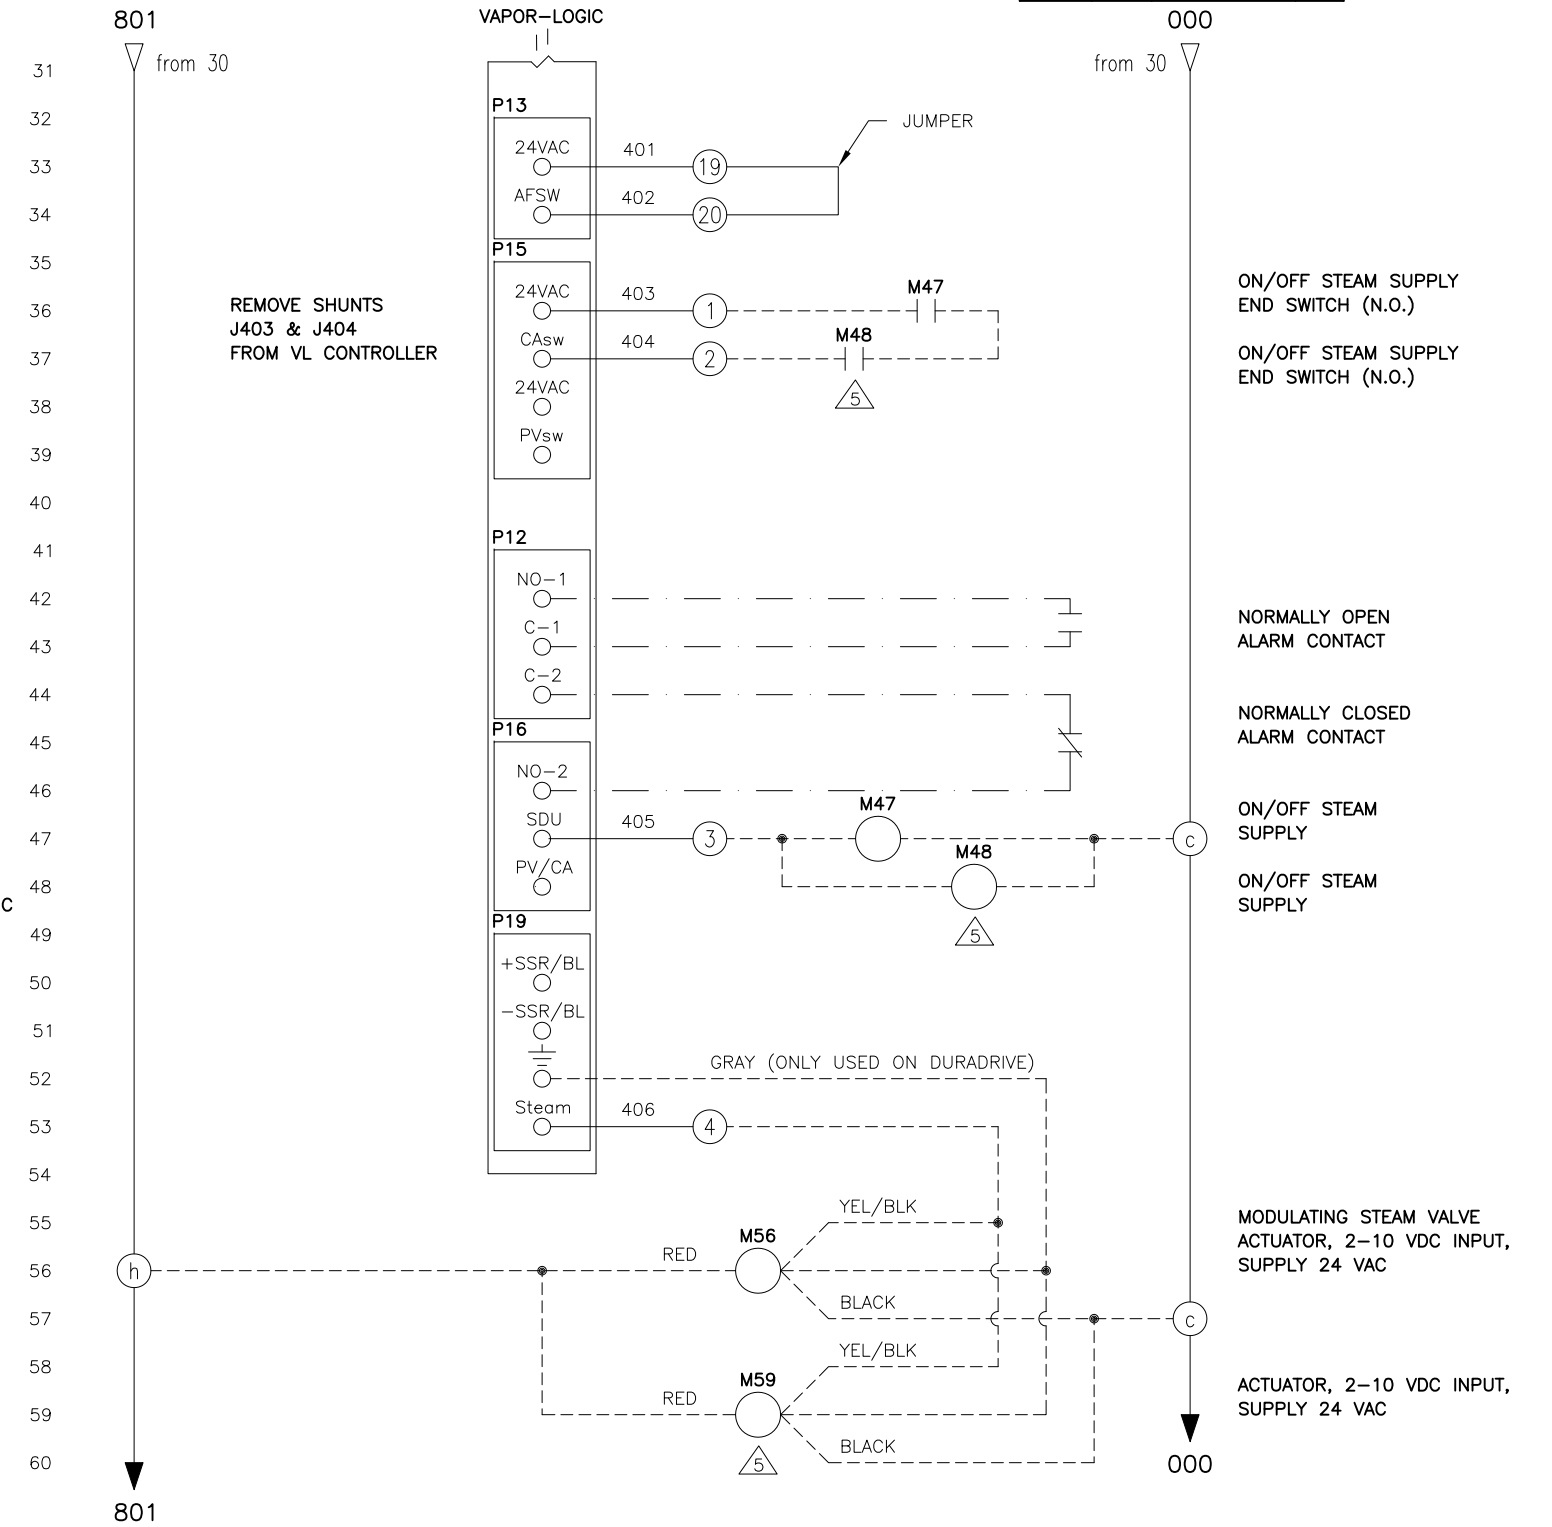 801
VAPOR-LOGIC
000
from 30
from 30
31
P13
32
JUMPER
24VAC
401
33
19
AFSW
402
34
20
P15
35
ON/OFF STEAM SUPPLY
END SWITCH (N.O.)
REMOVE SHUNTS
J403 & J404
FROM VL CONTROLLER
24VAC
403
M47
36
1
CAsw
404
M48
37
2
ON/OFF STEAM SUPPLY
END SWITCH (N.O.)
24VAC
38
5
PVsw
39
40
P12
41
NO-1
42
NORMALLY OPEN
ALARM CONTACT
C-1
43
C-2
44
NORMALLY CLOSED
ALARM CONTACT
P16
45
NO-2
46
M47
ON/OFF STEAM
SUPPLY
SDU
405
47
3
c
M48
PV/CA
48
ON/OFF STEAM
SUPPLY
C
P19
49
5
+SSR/BL
50
-SSR/BL
51
GRAY (ONLY USED ON DURADRIVE)
52
Steam
406
53
4
54
YEL/BLK
55
MODULATING STEAM VALVE
ACTUATOR, 2-10 VDC INPUT,
SUPPLY 24 VAC
M56
RED
56
h
BLACK
57
c
YEL/BLK
58
M59
RED
59
ACTUATOR, 2-10 VDC INPUT,
SUPPLY 24 VAC
BLACK
60
5
000
801